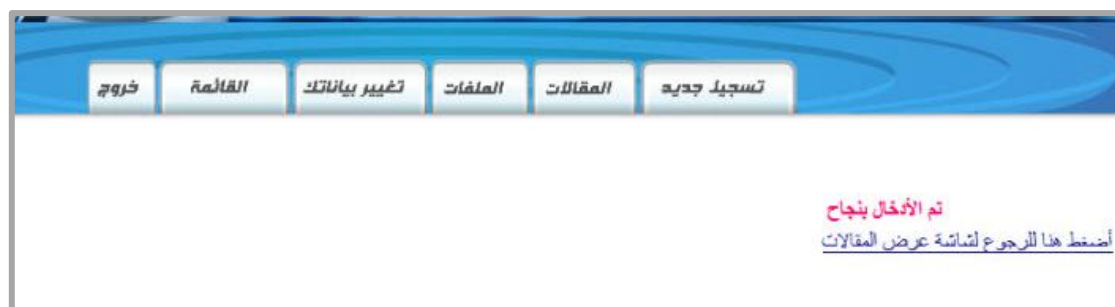 تسجيل جديد المقالات الملفات تغيير بياناتك القائمة خروج
تم الأدخال بنجاح
أضغط هنا للرجوع لشاشة عرض المقالات